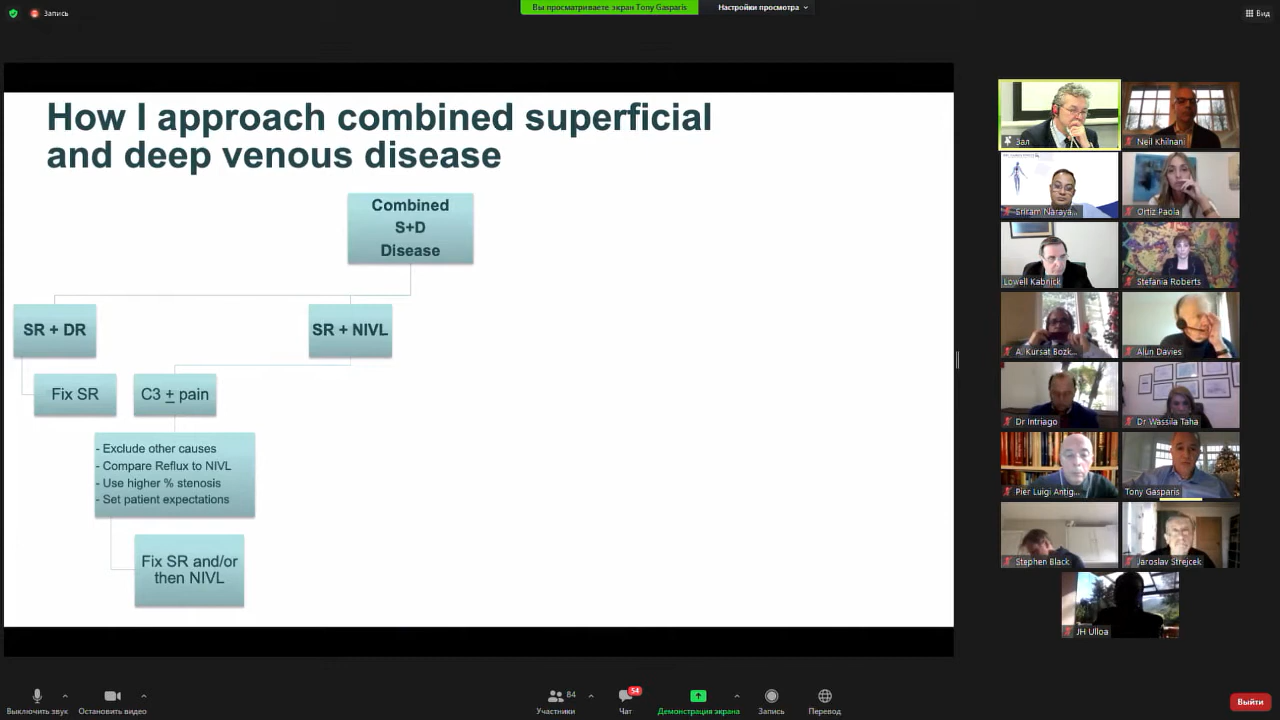 Запись
Вы просматриваете экран Tony Gasparis
Настройки просмотра
Вид
How I approach combined superficial
and deep venous disease
Combined
S+D
Disease
SR + DR
SR + NIVL
Fix SR
C3 ± pain
- Exclude other causes
- Compare Reflux to NIVL
- Use higher % stenosis
- Set patient expectations
Fix SR and/or
then NIVL
Зал
Neil Khilnani
Sriram Naraya...
Ortiz Paola
Lowell Kabnick
Stefania Roberts
A. Kursat Bozk...
Alun Davies
Dr Intriago
Dr Wassila Taha
Pier Luigi Antig...
Tony Gasparis
Stephen Black
Jaroslav Strejcek
JH Ulloa
Выключить звук
Остановить видео
84
Участники
54
Чат
Демонстрация экрана
Запись
Перевод
Выйти